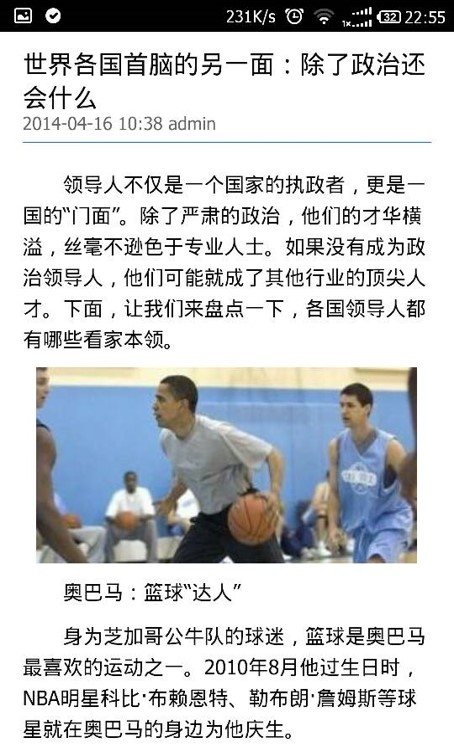 231K/s 1x 32 22:55
世界各国首脑的另一面：除了政治还
会什么
2014-04-16 10:38 admin
领导人不仅是一个国家的执政者，更是一
国的“门面”。除了严肃的政治，他们的才华横
溢，丝毫不逊色于专业人士。如果没有成为政
治领导人，他们可能就成了其他行业的顶尖人
才。下面，让我们来盘点一下，各国领导人都
有哪些看家本领。
奥巴马：篮球“达人”
身为芝加哥公牛队的球迷，篮球是奥巴马
最喜欢的运动之一。2010年8月他过生日时，
NBA明星科比·布赖恩特、勒布朗·詹姆斯等球
星就在奥巴马的身边为他庆生。